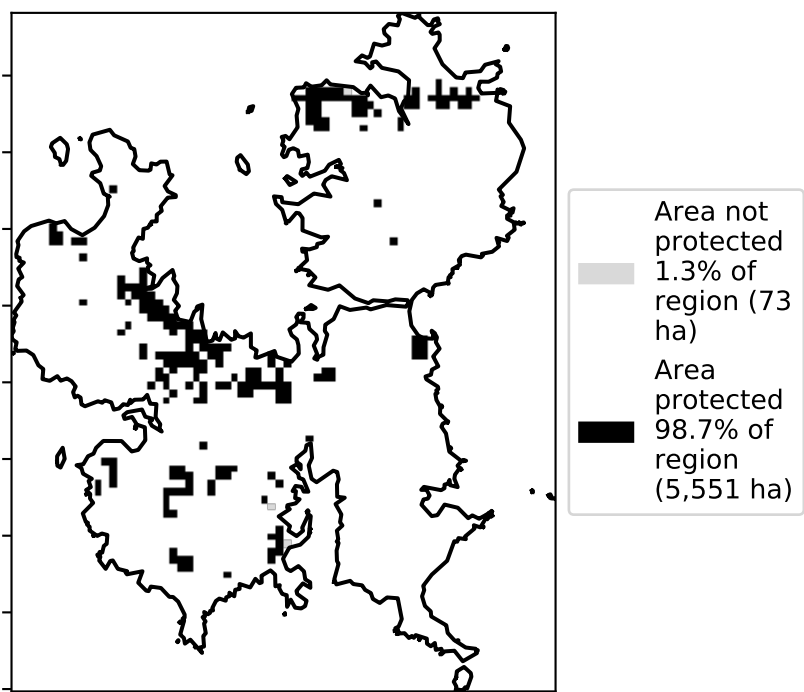 Area not
protected
1.3% of
region (73
ha)
Area
protected
98.7% of
region
(5,551 ha)